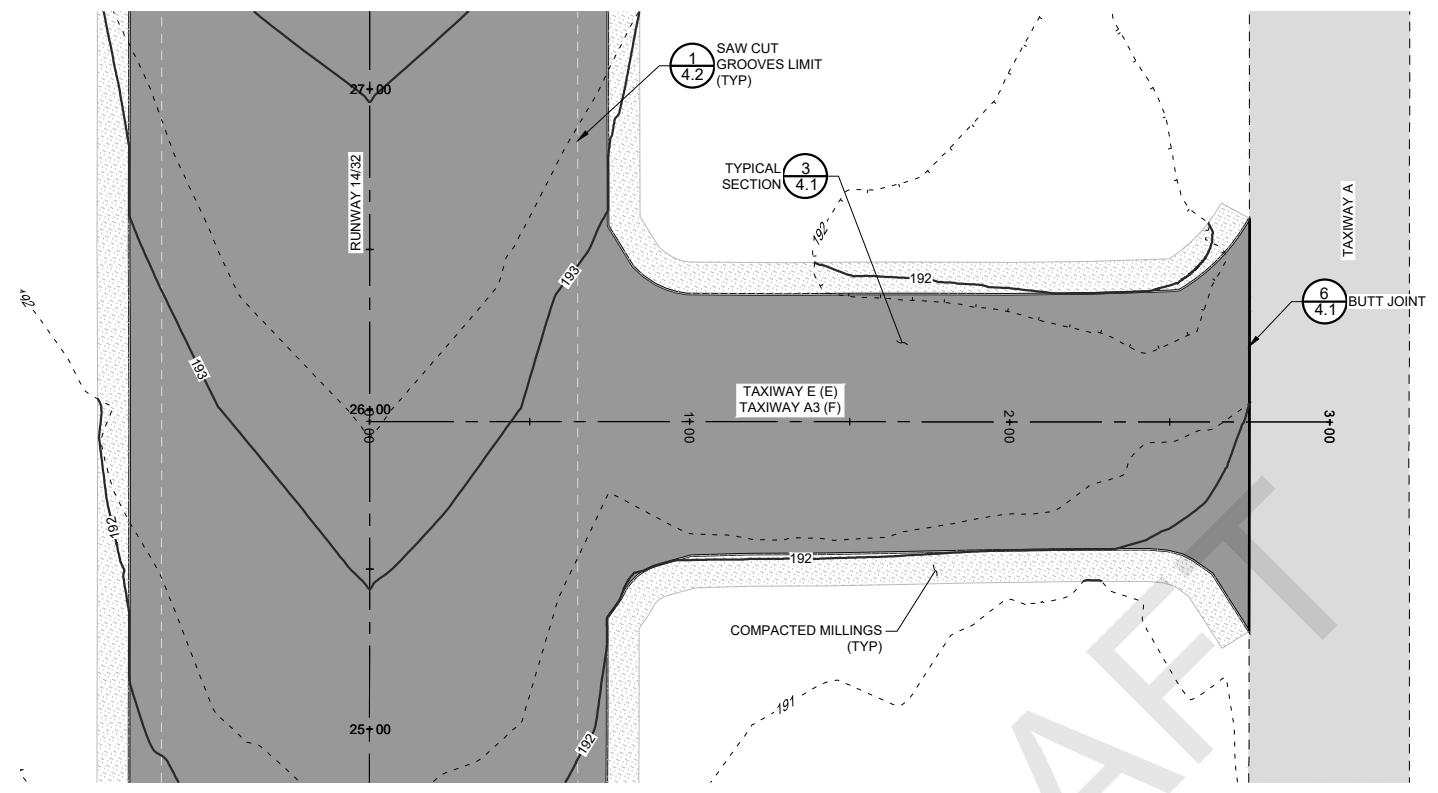 1
4.2
SAW CUT
GROOVES LIMIT
(TYP)
27+00
RUNWAY 14/32
TYPICAL
SECTION
3
4.1
TAXIWAY A
192
193
192
6
4.1
BUTT JOINT
193
TAXIWAY E (E)
TAXIWAY A3 (F)
26+00
0+00
1+00
2+00
3+00
192
192
COMPACTED MILLINGS
(TYP)
191
25+00
192